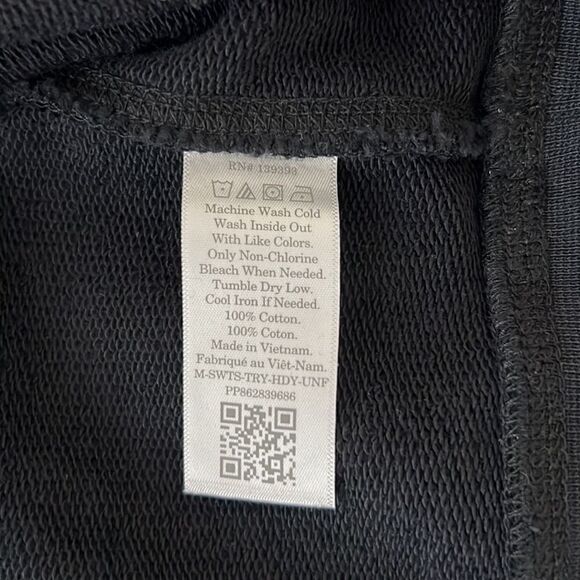 RN# 139393
Machine Wash Cold
Wash Inside Out
With Like Colors.
Only Non-Chlorine
Bleach When Needed.
Tumble Dry Low.
Cool Iron If Needed.
100% Cotton.
100% Coton.
Made in Vietnam.
Fabriqué au Viêt-Nam.
M-SWTS-TRY-HDY-UNF
PP862839686